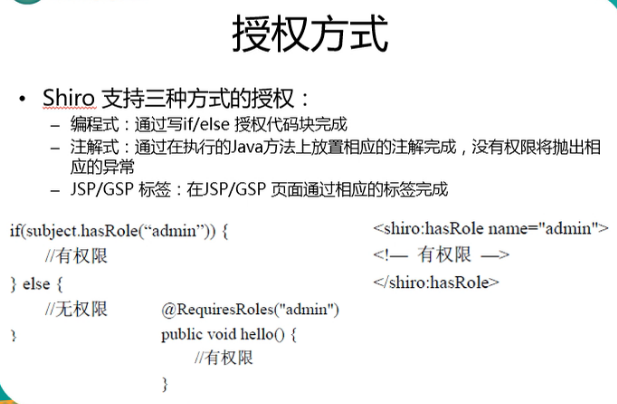 授权方式
• Shiro 支持三种方式的授权：
– 编程式：通过写if/else 授权代码块完成
– 注解式：通过在执行的Java方法上放置相应的注解完成，没有权限将抛出相
应的异常
– JSP/GSP 标签：在JSP/GSP 页面通过相应的标签完成
if(subject.hasRole(“admin”)) {
//有权限
} else {
//无权限
}
@RequiresRoles("admin")
public void hello() {
//有权限
}
<shiro:hasRole name="admin">
<!— 有权限 —>
</shiro:hasRole>